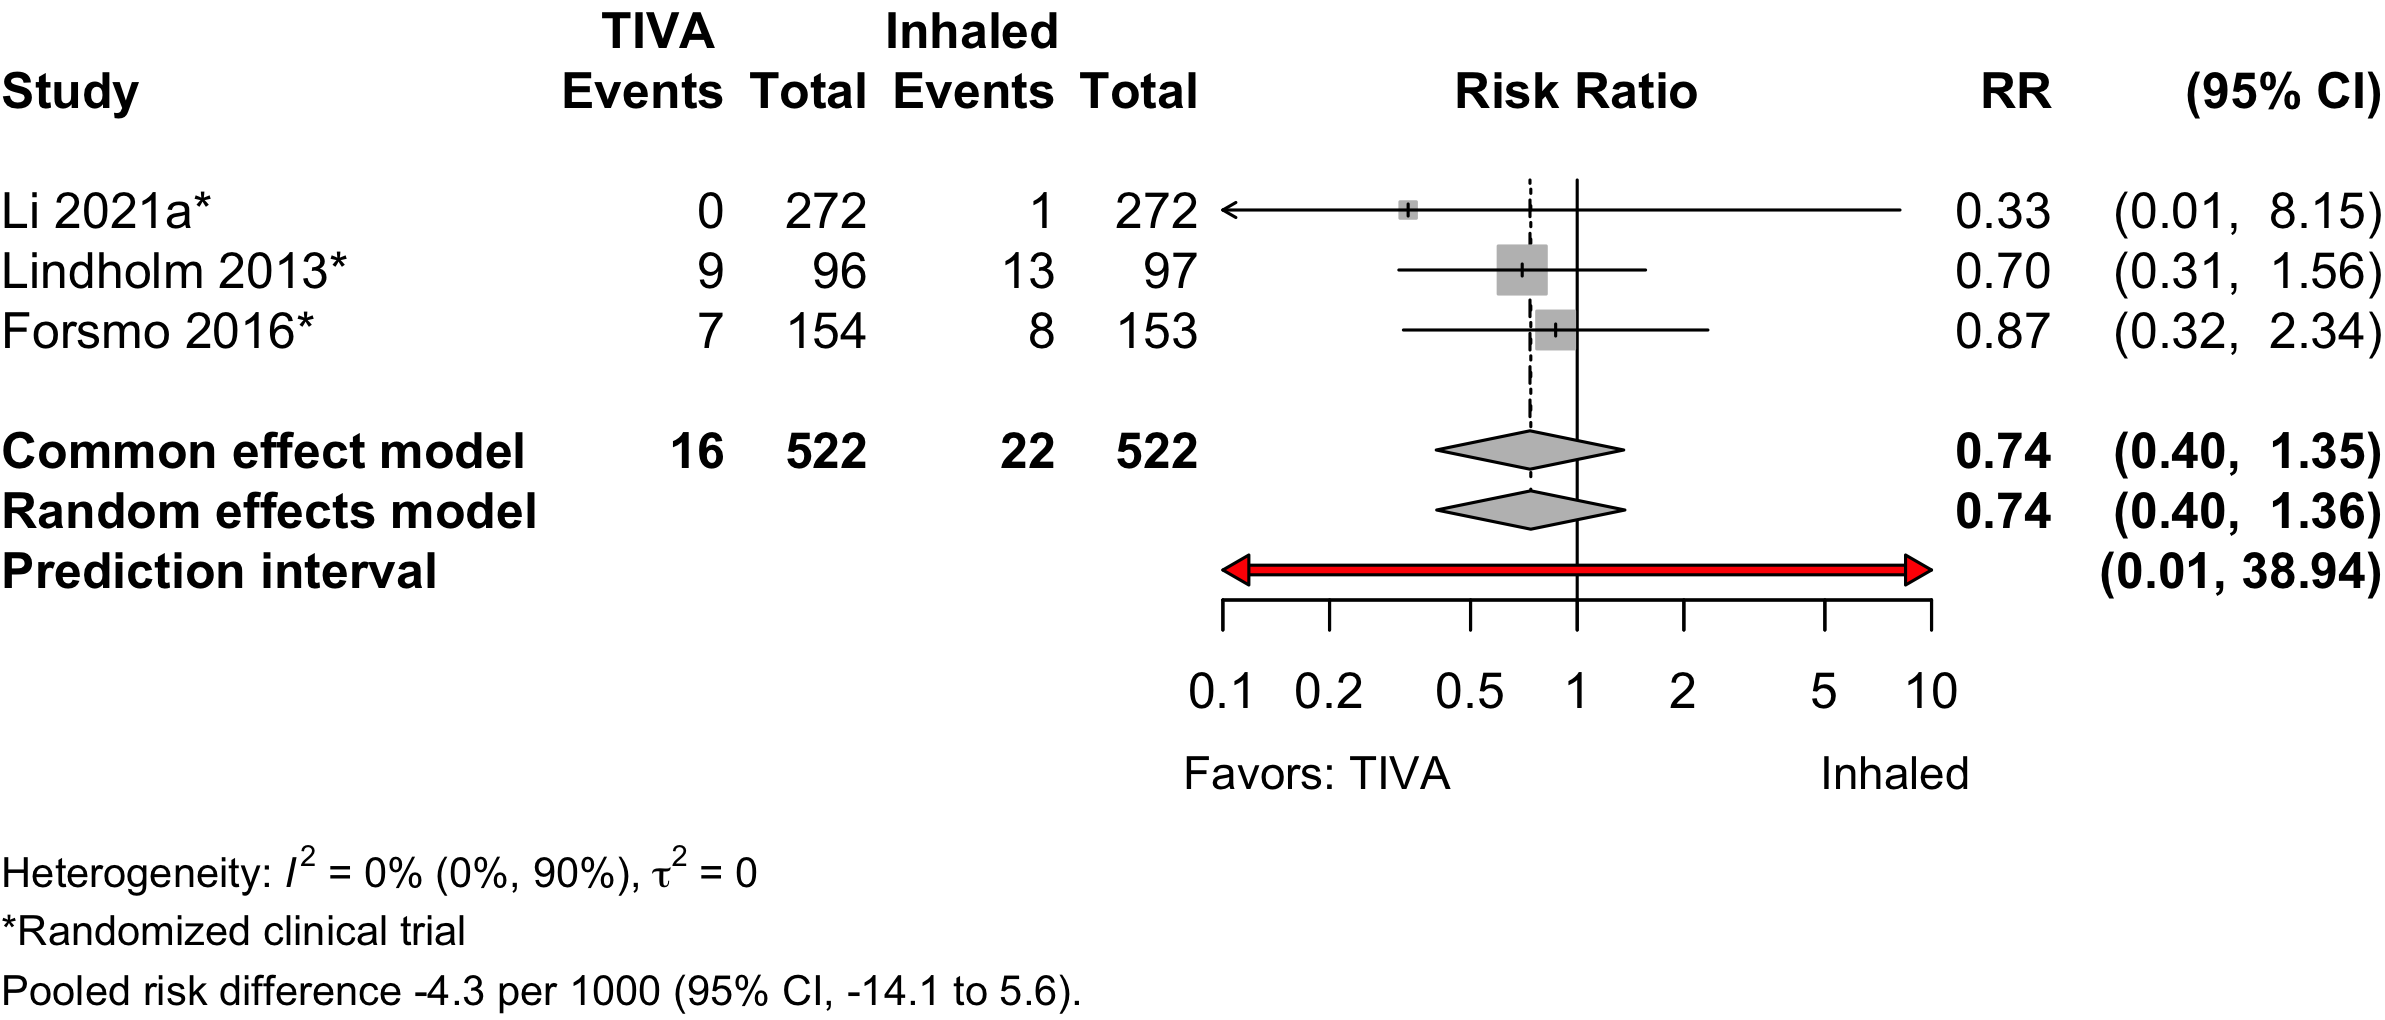 TIVA Inhaled
Study Events Total Events Total Risk Ratio RR (95% CI)
Li 2021a* 0 272 1 272 0.33 (0.01, 8.15)
Lindholm 2013* 9 96 13 97 0.70 (0.31, 1.56)
Forsmo 2016* 7 154 8 153 0.87 (0.32, 2.34)
Common effect model 16 522 22 522 0.74 (0.40, 1.35)
Random effects model 0.74 (0.40, 1.36)
Prediction interval (0.01, 38.94)
0.1 0.2 0.5 1 2 5 10
Favors: TIVA Inhaled
Heterogeneity: I² = 0% (0%, 90%), τ² = 0
*Randomized clinical trial
Pooled risk difference -4.3 per 1000 (95% CI, -14.1 to 5.6).